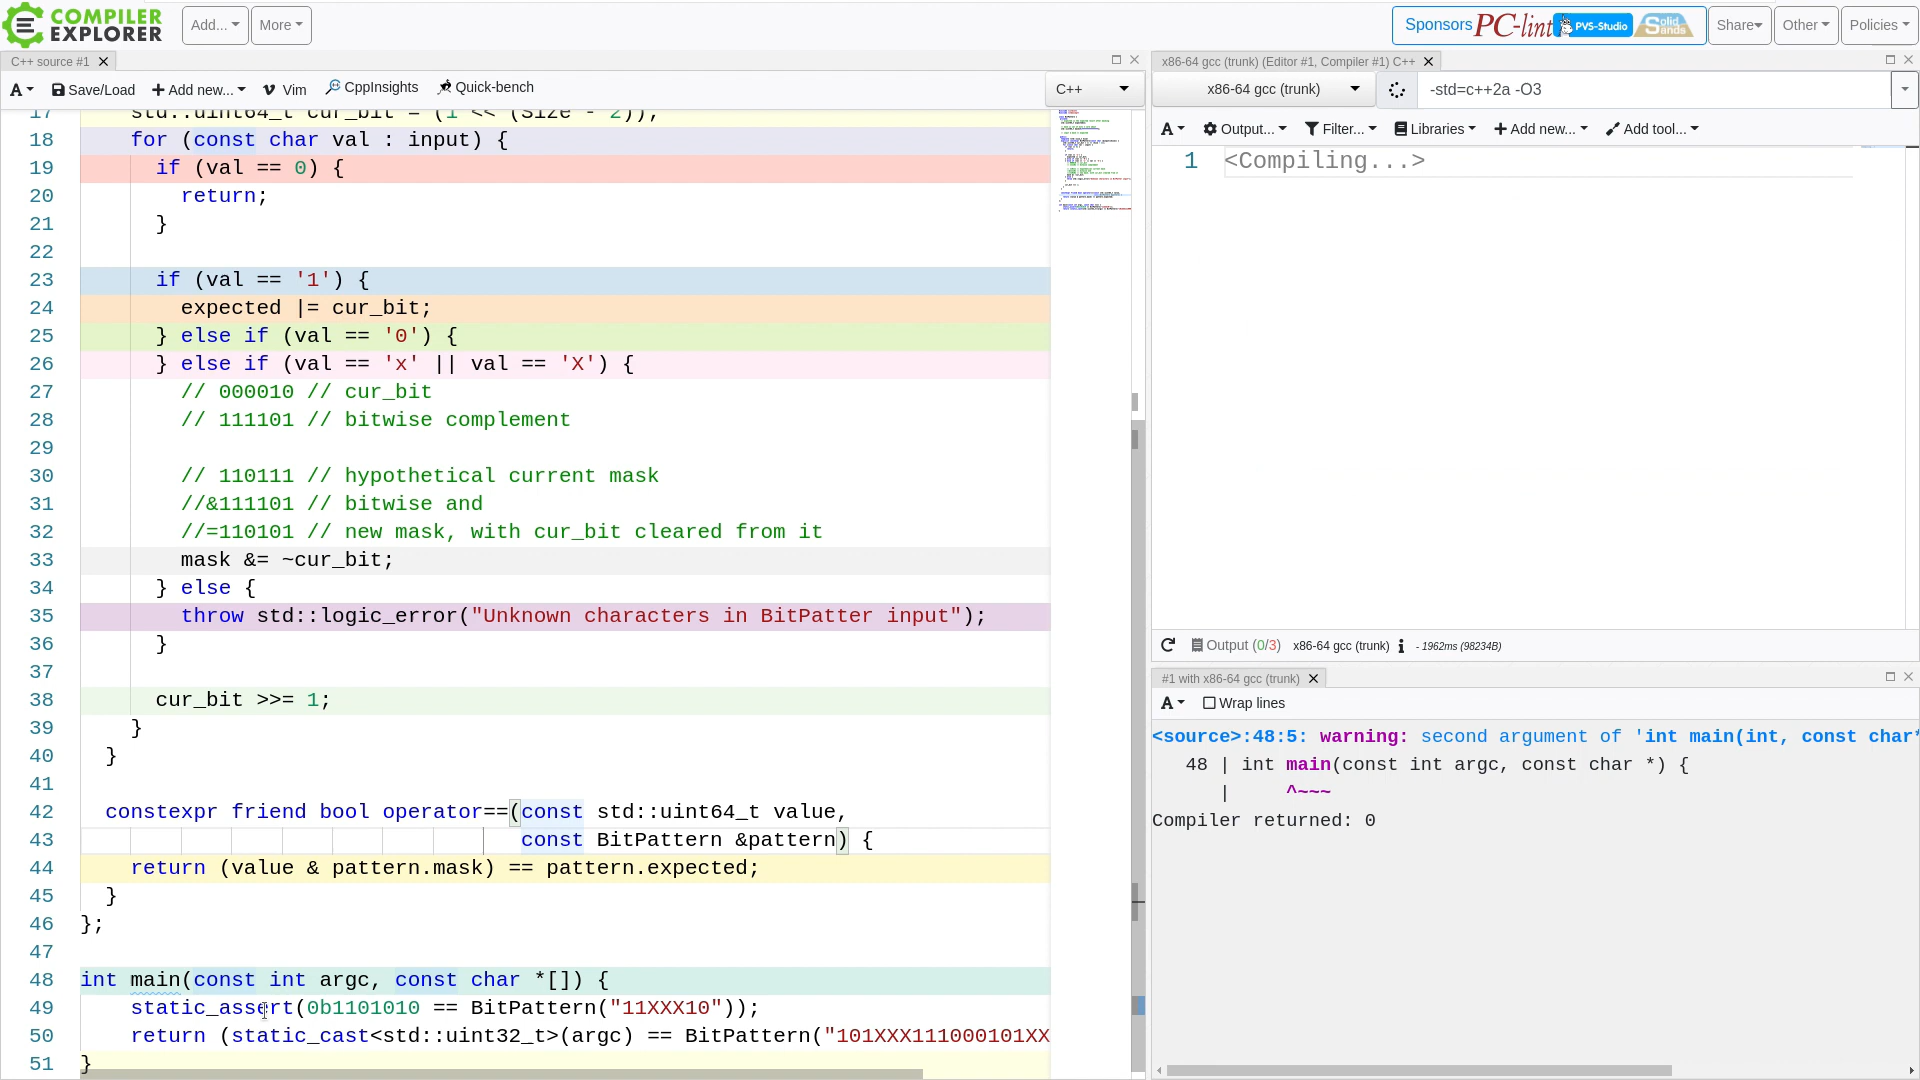 COMPILER EXPLORER
Add...
More
Sponsors PC-lint PVS-Studio Solid Sands
Share
Other
Policies
C++ source #1
A
Save/Load
Add new...
Vim
CppInsights
Quick-bench
C++
17 std::uint64_t cur_bit = (1 << (Size - 2));
18 for (const char val : input) {
19 if (val == 0) {
20 return;
21 }
22
23 if (val == '1') {
24 expected |= cur_bit;
25 } else if (val == '0') {
26 } else if (val == 'x' || val == 'X') {
27 // 000010 // cur_bit
28 // 111101 // bitwise complement
29
30 // 110111 // hypothetical current mask
31 //&111101 // bitwise and
32 //=110101 // new mask, with cur_bit cleared from it
33 mask &= ~cur_bit;
34 } else {
35 throw std::logic_error("Unknown characters in BitPatter input");
36 }
37
38 cur_bit >>= 1;
39 }
40 }
41
42 constexpr friend bool operator==(const std::uint64_t value,
43 const BitPattern &pattern) {
44 return (value & pattern.mask) == pattern.expected;
45 }
46 };
47
48 int main(const int argc, const char *[]) {
49 static_assert(0b1101010 == BitPattern("11XXX10"));
50 return (static_cast<std::uint32_t>(argc) == BitPattern("101XXX111000101XX
51 }
x86-64 gcc (trunk) (Editor #1, Compiler #1) C++
x86-64 gcc (trunk)
-std=c++2a -O3
A
Output...
Filter...
Libraries
Add new...
Add tool...
1 <Compiling...>
Output (0/3) x86-64 gcc (trunk) i - 1962ms (98234B)
#1 with x86-64 gcc (trunk)
A
Wrap lines
<source>:48:5: warning: second argument of 'int main(int, const char*
48 | int main(const int argc, const char *) {
| ^~~~
Compiler returned: 0